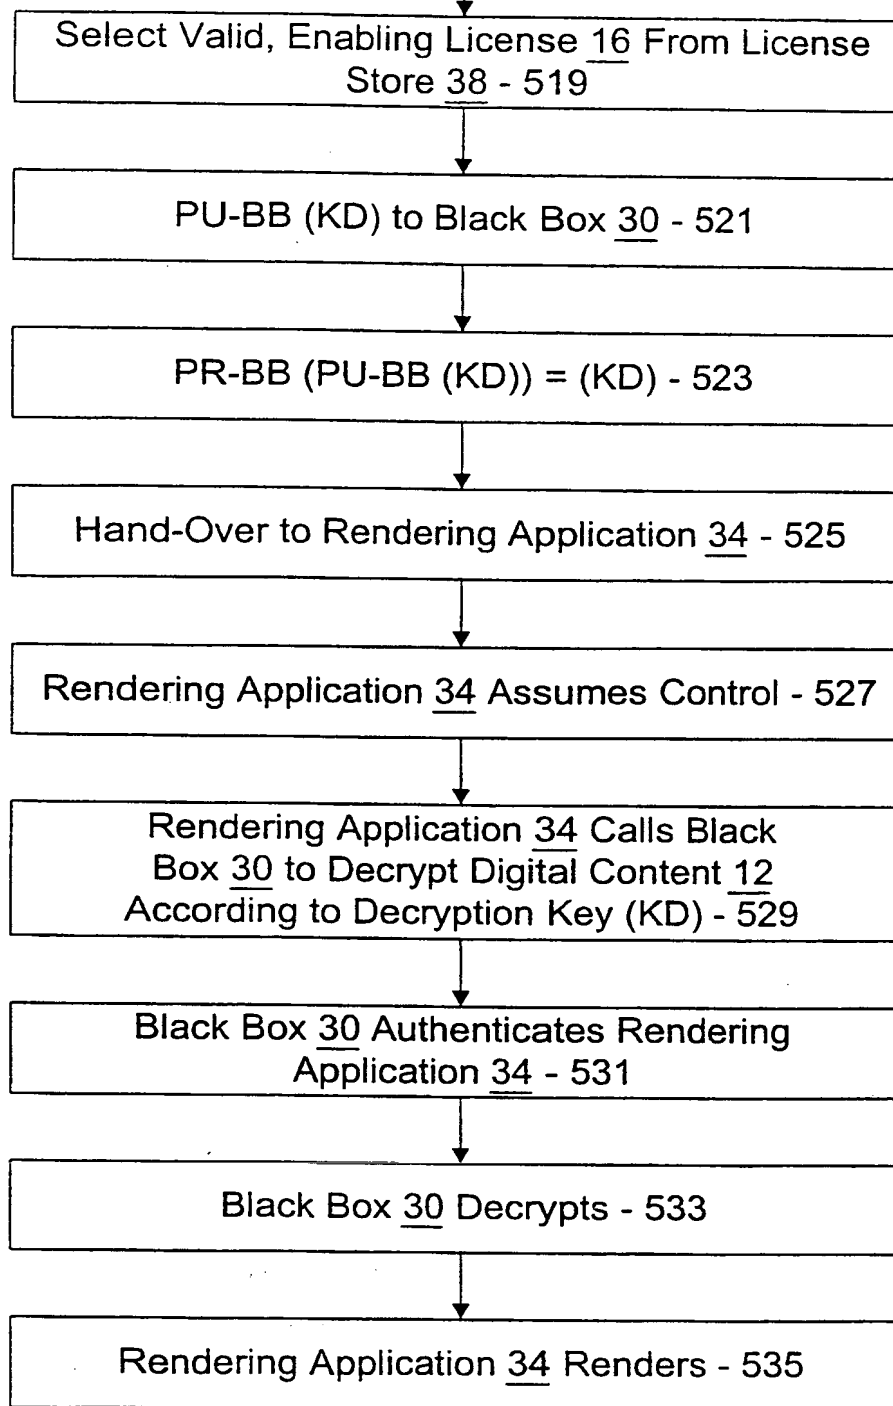 Select Valid, Enabling License 16 From License
Store 38 - 519
PU-BB (KD) to Black Box 30 - 521
PR-BB (PU-BB (KD)) = (KD) - 523
Hand-Over to Rendering Application 34 - 525
Rendering Application 34 Assumes Control - 527
Rendering Application 34 Calls Black
Box 30 to Decrypt Digital Content 12
According to Decryption Key (KD) - 529
Black Box 30 Authenticates Rendering
Application 34 - 531
Black Box 30 Decrypts - 533
Rendering Application 34 Renders - 535